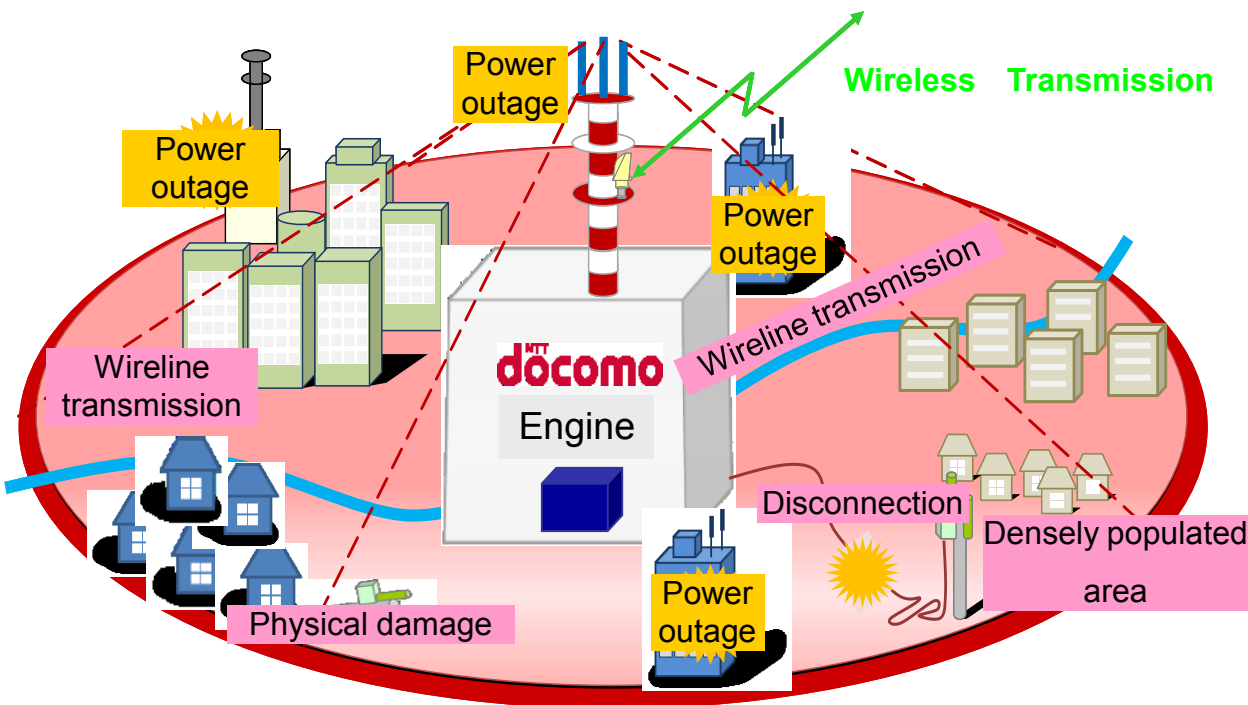 Power
outage
Wireless Transmission
Power
outage
Power
outage
Wireline transmission
Wireline
transmission
NTT
döcomo
Engine
Disconnection
Densely populated
area
Power
outage
Physical damage